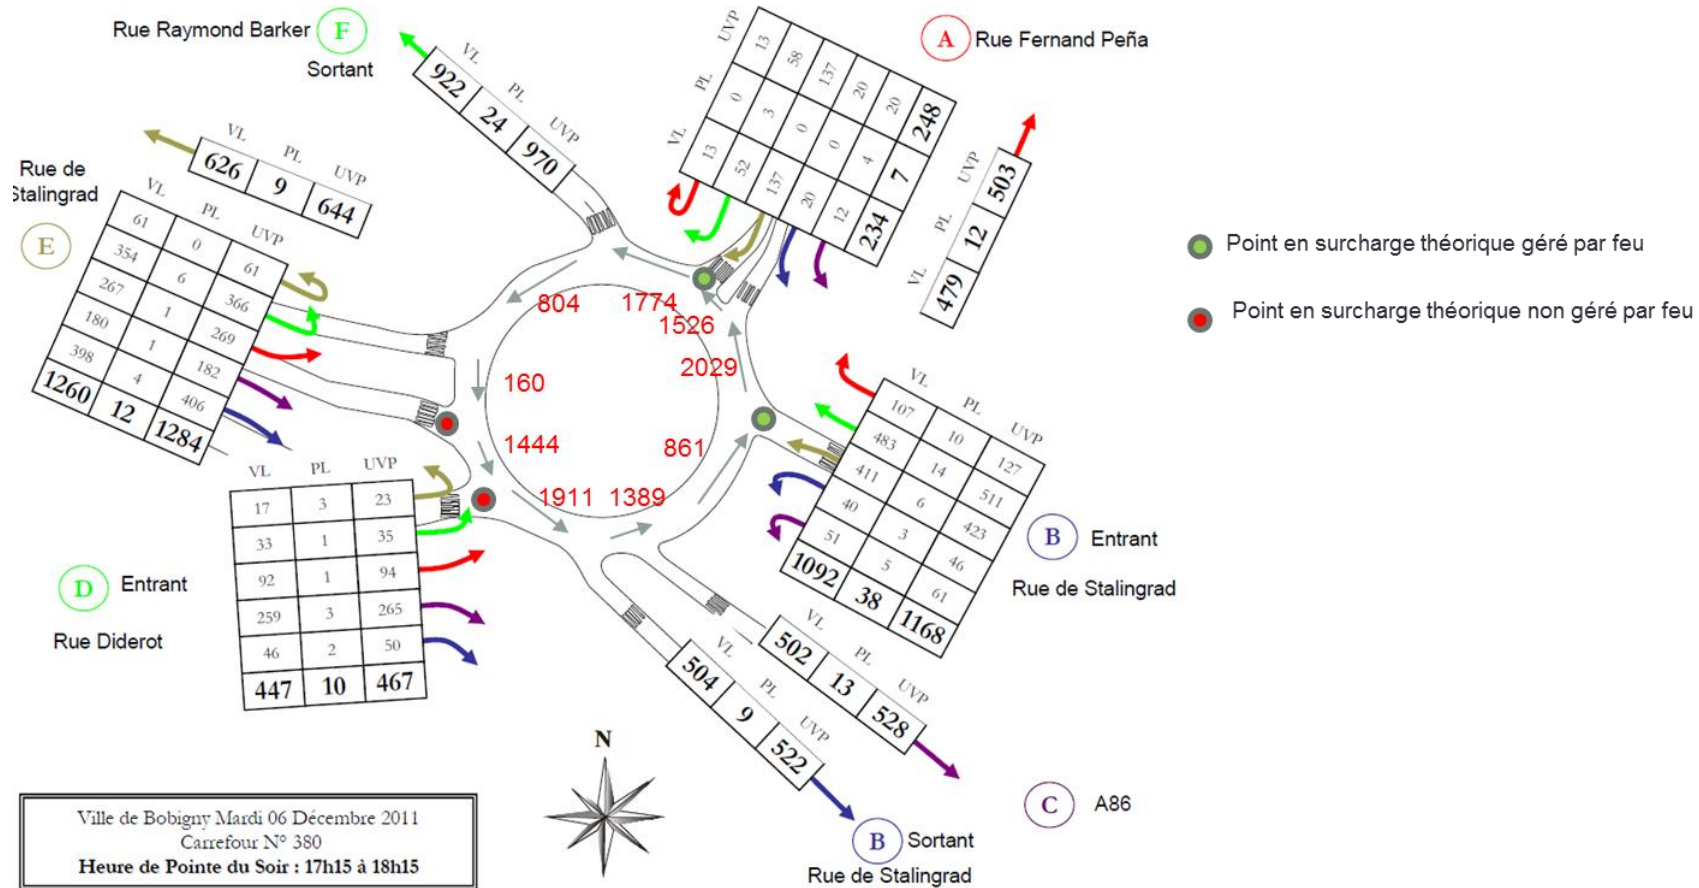 Rue Raymond Barker F
Sortant
VL PL UVP
922 24 970
UVP 13 58 137 20 20 248
PL 0 3 0 0 4 7
VL 13 52 137 20 12 234
A Rue Fernand Peña
VL PL UVP
479 12 503
VL PL UVP
626 9 644
Rue de
Stalingrad
E
VL PL UVP
61 0 61
354 6 366
267 1 269
180 1 182
398 4 406
1260 12 1284
Point en surcharge théorique géré par feu
Point en surcharge théorique non géré par feu
804 1774
1526
2029
160
1444
861
1911 1389
VL PL UVP
107 10 127
483 14 511
411 6 423
40 3 46
51 5 61
1092 38 1168
B Entrant
Rue de Stalingrad
VL PL UVP
17 3 23
33 1 35
92 1 94
259 3 265
46 2 50
447 10 467
D Entrant
Rue Diderot
VL PL UVP
502 13 528
VL PL UVP
504 9 522
N
C A86
B Sortant
Rue de Stalingrad
Ville de Bobigny Mardi 06 Décembre 2011
Carrefour N° 380
Heure de Pointe du Soir : 17h15 à 18h15